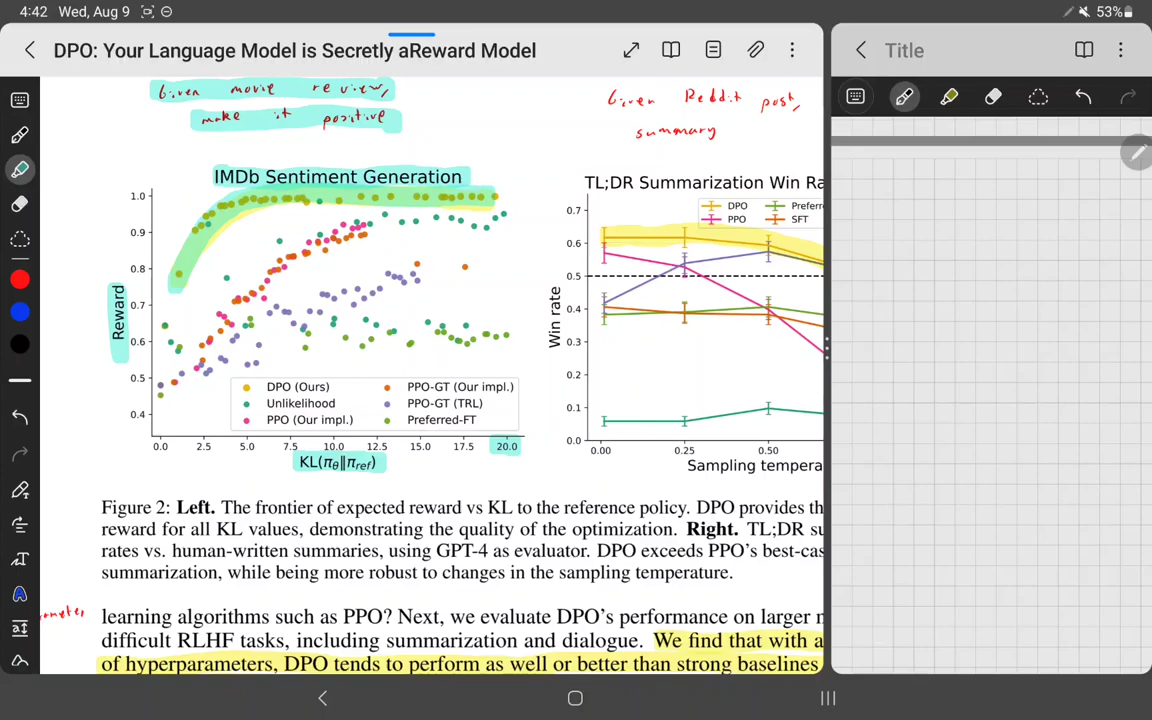 4:42 Wed, Aug 9
53%
DPO: Your Language Model is Secretly aReward Model
Title
Given movie review,
make it positive
Given Reddit post,
summary
IMDb Sentiment Generation
Reward
1.0
0.9
0.8
0.7
0.6
0.5
0.4
DPO (Ours)
Unlikelihood
PPO (Our impl.)
PPO-GT (Our impl.)
PPO-GT (TRL)
Preferred-FT
0.0 2.5 5.0 7.5 10.0 12.5 15.0 17.5 20.0
KL(πθ‖πref)
TL;DR Summarization Win Ra
DPO
PPO
Preferre
SFT
Win rate
0.7
0.6
0.5
0.4
0.3
0.2
0.1
0.0
0.00 0.25 0.50
Sampling tempera
Figure 2: Left. The frontier of expected reward vs KL to the reference policy. DPO provides th
reward for all KL values, demonstrating the quality of the optimization. Right. TL;DR su
rates vs. human-written summaries, using GPT-4 as evaluator. DPO exceeds PPO's best-cas
summarization, while being more robust to changes in the sampling temperature.
learning algorithms such as PPO? Next, we evaluate DPO's performance on larger m
difficult RLHF tasks, including summarization and dialogue. We find that with a
of hyperparameters, DPO tends to perform as well or better than strong baselines